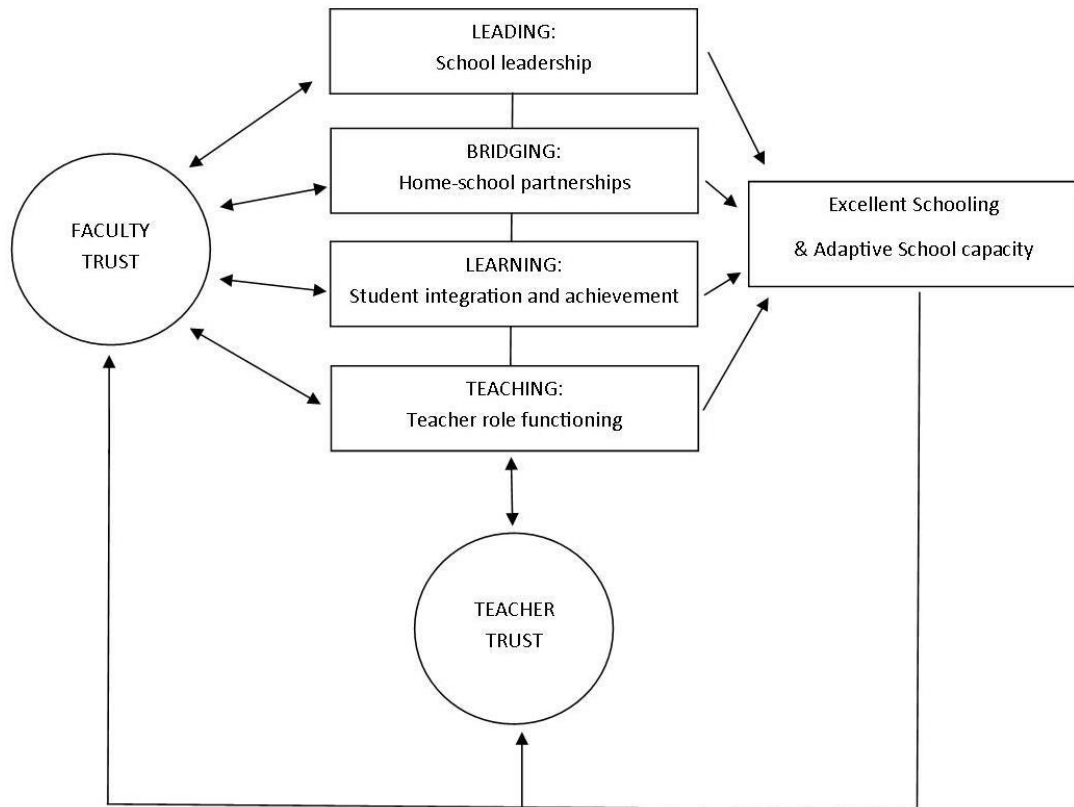 LEADING:
School leadership
BRIDGING:
Home-school partnerships
Excellent Schooling
& Adaptive School capacity
FACULTY
TRUST
LEARNING:
Student integration and achievement
TEACHING:
Teacher role functioning
TEACHER
TRUST